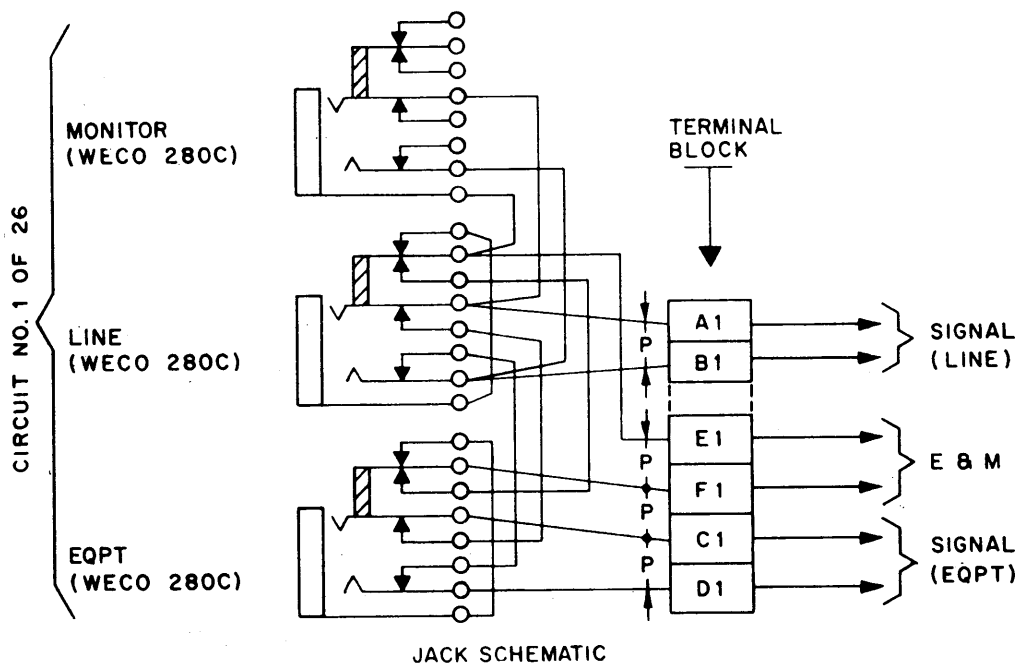 CIRCUIT NO. 1 OF 26
MONITOR
(WECO 280C)
LINE
(WECO 280C)
EQPT
(WECO 280C)
TERMINAL
BLOCK
P
A1
B1
P
E1
F1
P
C1
P
D1
SIGNAL
(LINE)
E & M
SIGNAL
(EQPT)
JACK SCHEMATIC